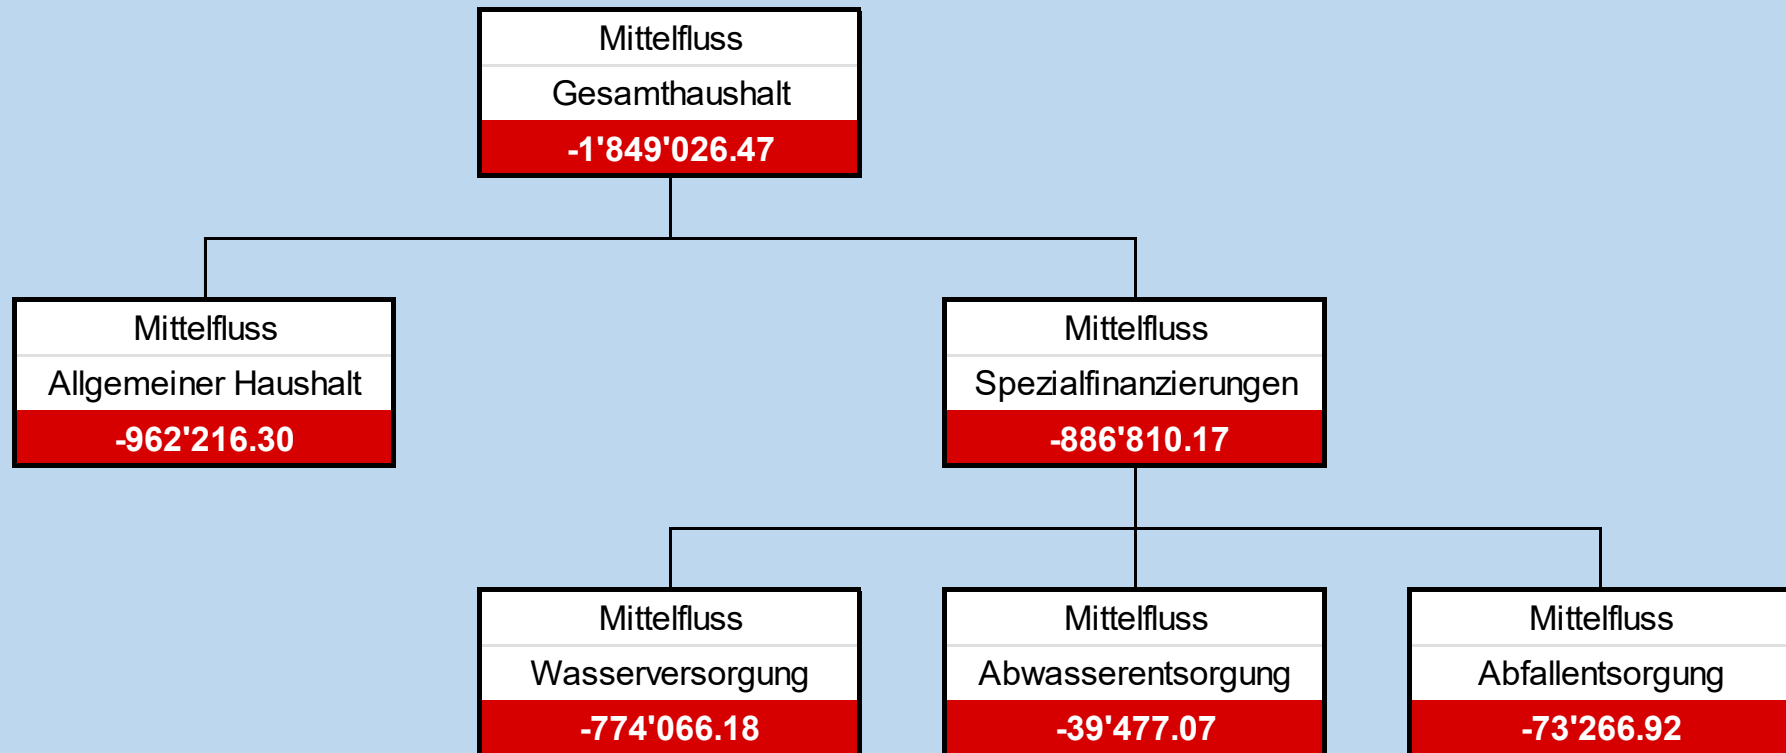 Mittelfluss
Gesamthaushalt
-1'849'026.47
Mittelfluss
Allgemeiner Haushalt
-962'216.30
Mittelfluss
Spezialfinanzierungen
-886'810.17
Mittelfluss
Wasserversorgung
-774'066.18
Mittelfluss
Abwasserentsorgung
-39'477.07
Mittelfluss
Abfallentsorgung
-73'266.92